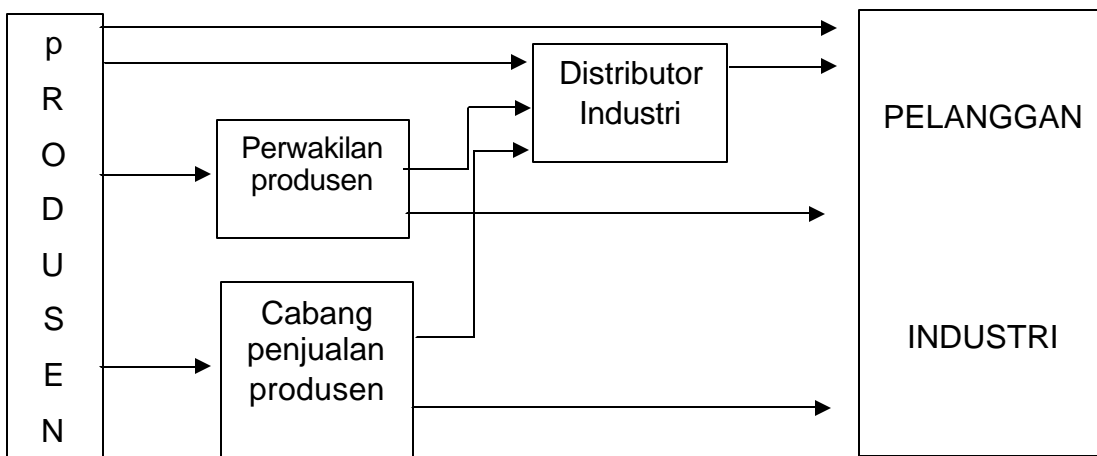 p
R
O
D
U
S
E
N
Distributor
Industri
Perwakilan
produsen
Cabang
penjualan
produsen
PELANGGAN
INDUSTRI